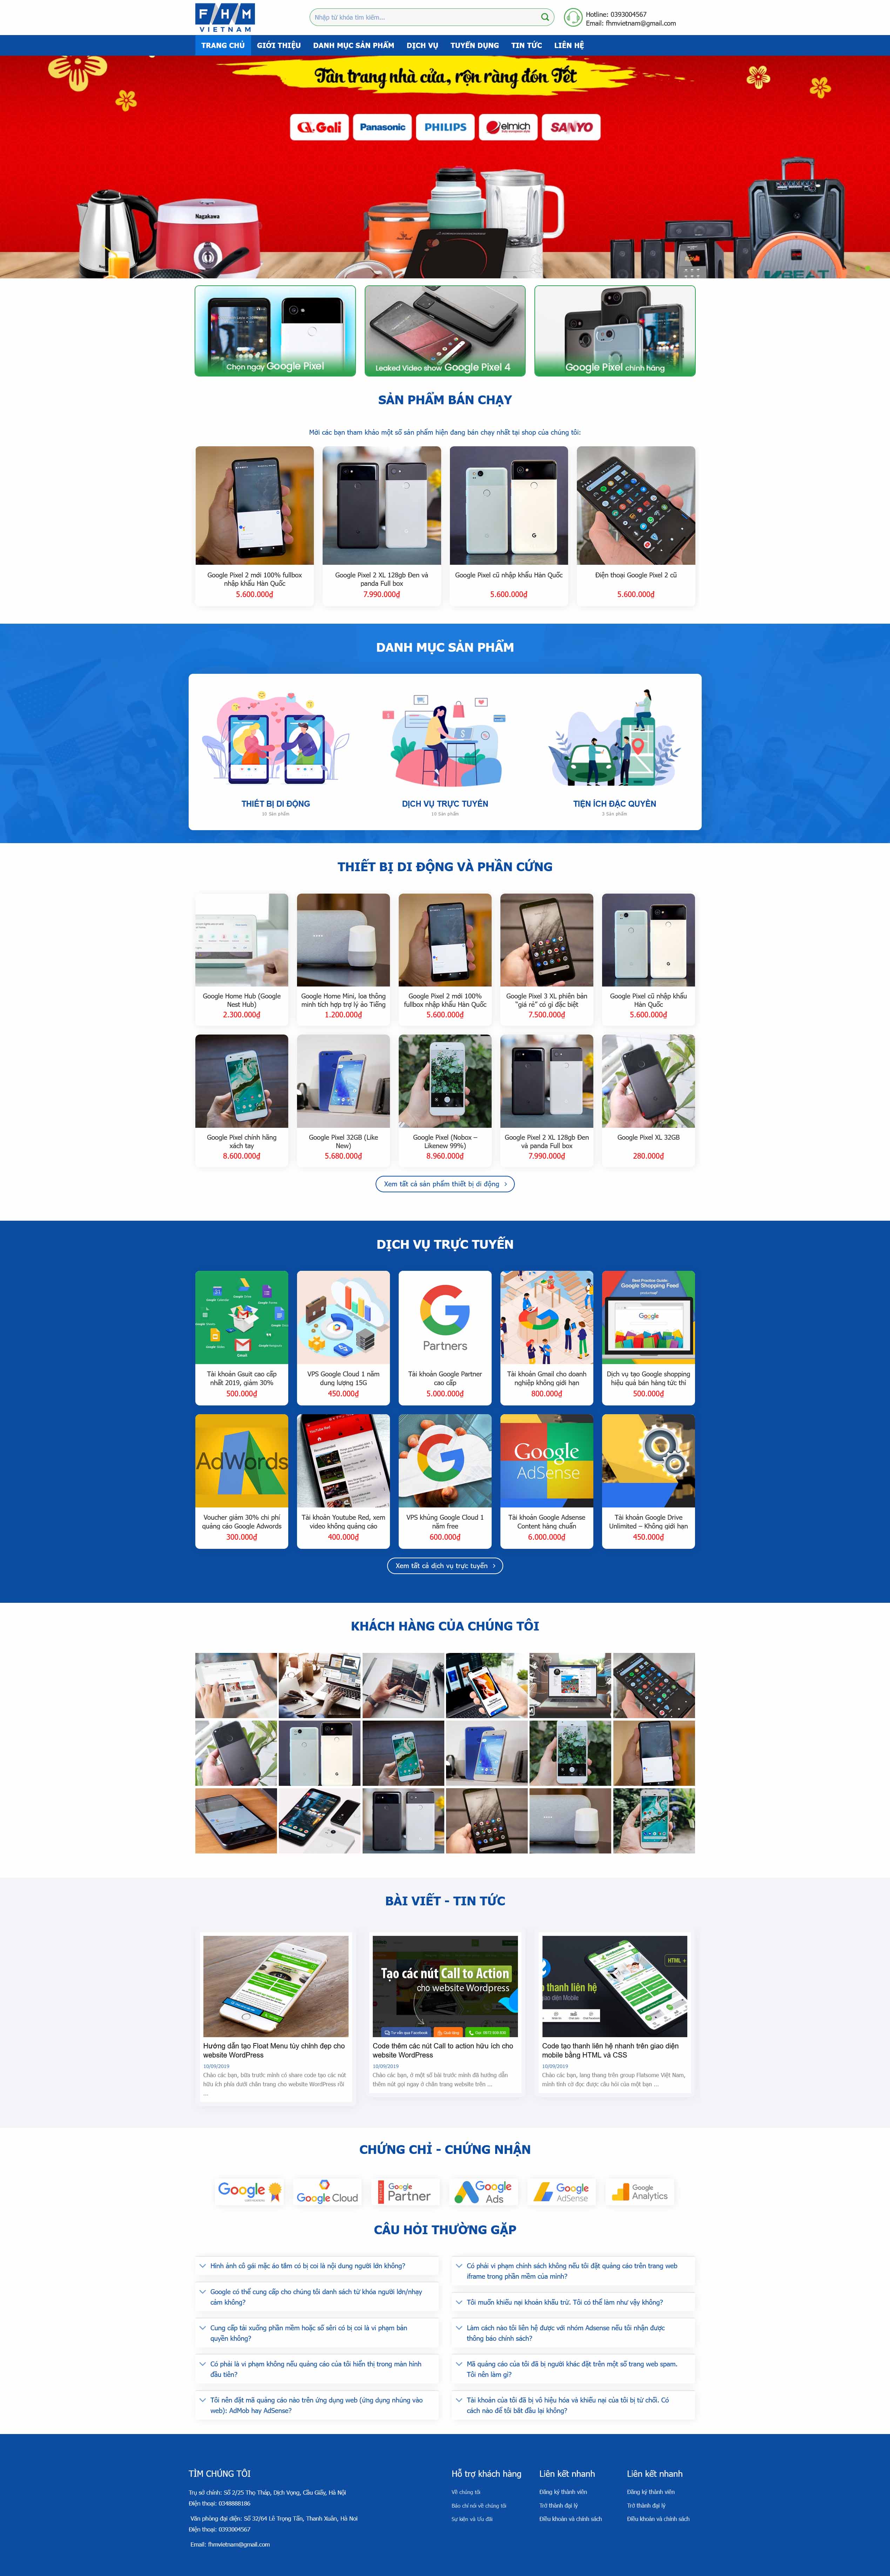 FHM
VIETNAM
Nhập từ khóa tìm kiếm...
Hotline: 0393004567
Email: fhmvietnam@gmail.com
TRANG CHỦ GIỚI THIỆU DANH MỤC SẢN PHẨM DỊCH VỤ TUYỂN DỤNG TIN TỨC LIÊN HỆ
Tân trang nhà cửa, rộn ràng đón Tết
Gali Panasonic PHILIPS elmich SANYO
Nagakawa
Chọn ngay Google Pixel
Leaked Video show Google Pixel 4
Google Pixel chính hãng
SẢN PHẨM BÁN CHẠY
Mời các bạn tham khảo một số sản phẩm hiện đang bán chạy nhất tại shop của chúng tôi:
Google Pixel 2 mới 100% fullbox
nhập khẩu Hàn Quốc
5.600.000₫
Google Pixel 2 XL 128gb Đen và
panda Full box
7.990.000₫
Google Pixel cũ nhập khẩu Hàn Quốc
5.600.000₫
Điện thoại Google Pixel 2 cũ
5.600.000₫
DANH MỤC SẢN PHẨM
THIẾT BỊ DI ĐỘNG
DỊCH VỤ TRỰC TUYẾN
10 Sản phẩm
TIỆN ÍCH ĐẶC QUYỀN
THIẾT BỊ DI ĐỘNG VÀ PHẦN CỨNG
Google Home Hub (Google
Nest Hub)
2.300.000₫
Google Home Mini, loa thông
minh tích hợp trợ lý ảo Tiếng
1.200.000₫
Google Pixel 2 mới 100%
fullbox nhập khẩu Hàn Quốc
5.600.000₫
Google Pixel 3 XL phiên bản
"giá rẻ" có gì đặc biệt
7.500.000₫
Google Pixel cũ nhập khẩu
Hàn Quốc
5.600.000₫
Google Pixel chính hãng
xách tay
8.600.000₫
Google Pixel 32GB (Like
New)
5.680.000₫
Google Pixel (Nobox –
Likenew 99%)
8.960.000₫
Google Pixel 2 XL 128gb Đen
và panda Full box
7.990.000₫
Google Pixel XL 32GB
280.000₫
Xem tất cả sản phẩm thiết bị di động
DỊCH VỤ TRỰC TUYẾN
Gmail
Partners
Best Practice Guide:
Google Shopping Feed
Google
Tài khoản Gsuit cao cấp
nhất 2019, giảm 30%
500.000₫
VPS Google Cloud 1 năm
dung lượng 15G
450.000₫
Tài khoản Google Partner
cao cấp
5.000.000₫
Tài khoản Gmail cho doanh
nghiệp không giới hạn
800.000₫
Dịch vụ tạo Google shopping
hiệu quả bán hàng tức thì
500.000₫
AdWords
Google
AdSense
Voucher giảm 30% chi phí
quảng cáo Google Adwords
300.000₫
Tài khoản Youtube Red, xem
video không quảng cáo
400.000₫
VPS khủng Google Cloud 1
năm free
600.000₫
Tài khoản Google Adsense
Content hàng chuẩn
6.000.000₫
Tài khoản Google Drive
Unlimited – Không giới hạn
450.000₫
Xem tất cả dịch vụ trực tuyến
KHÁCH HÀNG CỦA CHÚNG TÔI
BÀI VIẾT - TIN TỨC
Tạo các nút Call to Action
cho website Wordpress
thanh liên hệ
HTML +
Hướng dẫn tạo Float Menu tùy chỉnh đẹp cho
website WordPress
10/09/2019
Chào các bạn, bữa trước mình có share code tạo các nút
hữu ích phía dưới chân trang cho website WordPress rồi
...
Code thêm các nút Call to action hữu ích cho
website WordPress
10/09/2019
Chào các bạn, ở một số bài trước mình đã hướng dẫn
thêm nút gọi ngay ở chân trang website trên ...
Code tạo thanh liên hệ nhanh trên giao diện
mobile bằng HTML và CSS
10/09/2019
Chào các bạn, lang thang trên group Flatsome Việt Nam,
mình tình cờ đọc được câu hỏi của một bạn ...
CHỨNG CHỈ - CHỨNG NHẬN
Google
Google Cloud
Google Partner
Google Ads
Google AdSense
Google Analytics
CÂU HỎI THƯỜNG GẶP
Hình ảnh cô gái mặc áo tắm có bị coi là nội dung người lớn không?
Google có thể cung cấp cho chúng tôi danh sách từ khóa người lớn/nhạy
cảm không?
Cung cấp tải xuống phần mềm hoặc số sêri có bị coi là vi phạm bản
quyền không?
Có phải là vi phạm không nếu quảng cáo của tôi hiển thị trong màn hình
đầu tiên?
Tôi nên đặt mã quảng cáo nào trên ứng dụng web (ứng dụng nhúng vào
web): AdMob hay AdSense?
Có phải vi phạm chính sách không nếu tôi đặt quảng cáo trên trang web
iframe trong phần mềm của mình?
Tôi muốn khiếu nại khoản khấu trừ. Tôi có thể làm như vậy không?
Làm cách nào tôi liên hệ được với nhóm Adsense nếu tôi nhận được
thông báo chính sách?
Mã quảng cáo của tôi đã bị người khác đặt trên một số trang web spam.
Tôi nên làm gì?
Tài khoản của tôi đã bị vô hiệu hóa và khiếu nại của tôi bị từ chối. Có
cách nào để tôi bắt đầu lại không?
TÌM CHÚNG TÔI
Trụ sở chính: Số 2/25 Thọ Tháp, Dịch Vọng, Cầu Giấy, Hà Nội
Điện thoại: 0348888186
Văn phòng đại diện: Số 32/64 Lê Trọng Tấn, Thanh Xuân, Hà Nội
Điện thoại: 0393004567
Email: fhmvietnam@gmail.com
Hỗ trợ khách hàng
Về chúng tôi
Báo chí nói về chúng tôi
Sự kiện và Ưu đãi
Liên kết nhanh
Đăng ký thành viên
Trở thành đại lý
Điều khoản và chính sách
Liên kết nhanh
Đăng ký thành viên
Trở thành đại lý
Điều khoản và chính sách